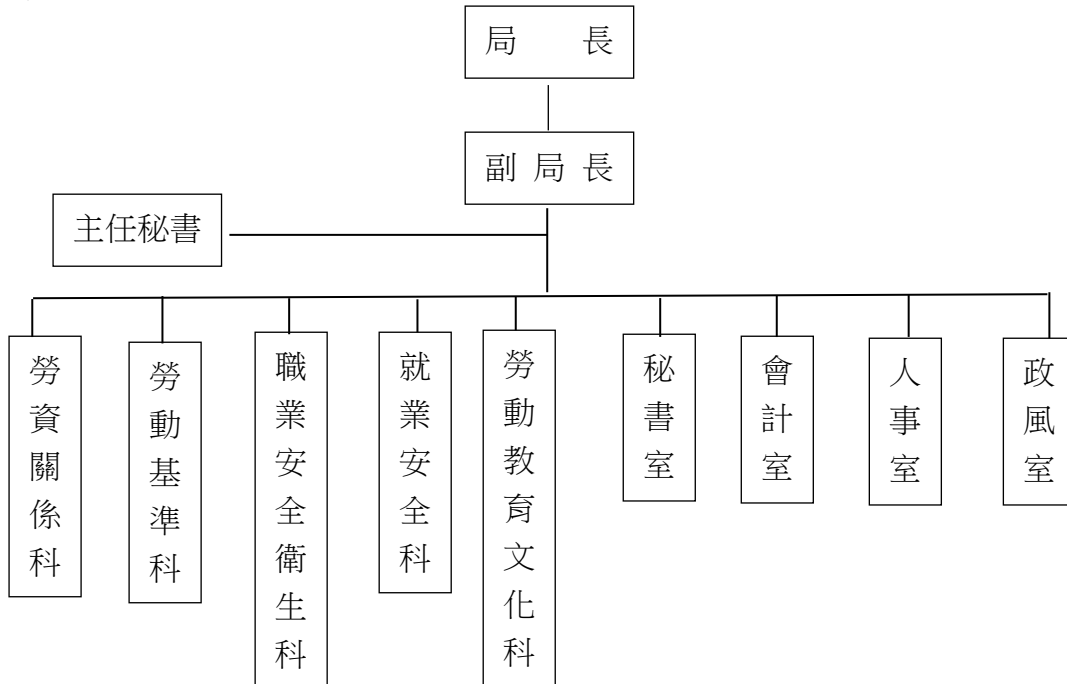 局　　長
副 局 長
主任秘書
勞資關係科
勞動基準科
職業安全衛生科
就業安全科
勞動教育文化科
秘書室
會計室
人事室
政風室